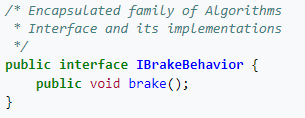 /* Encapsulated family of Algorithms
 * Interface and its implementations
 */
public interface IBrakeBehavior {
    public void brake();
}